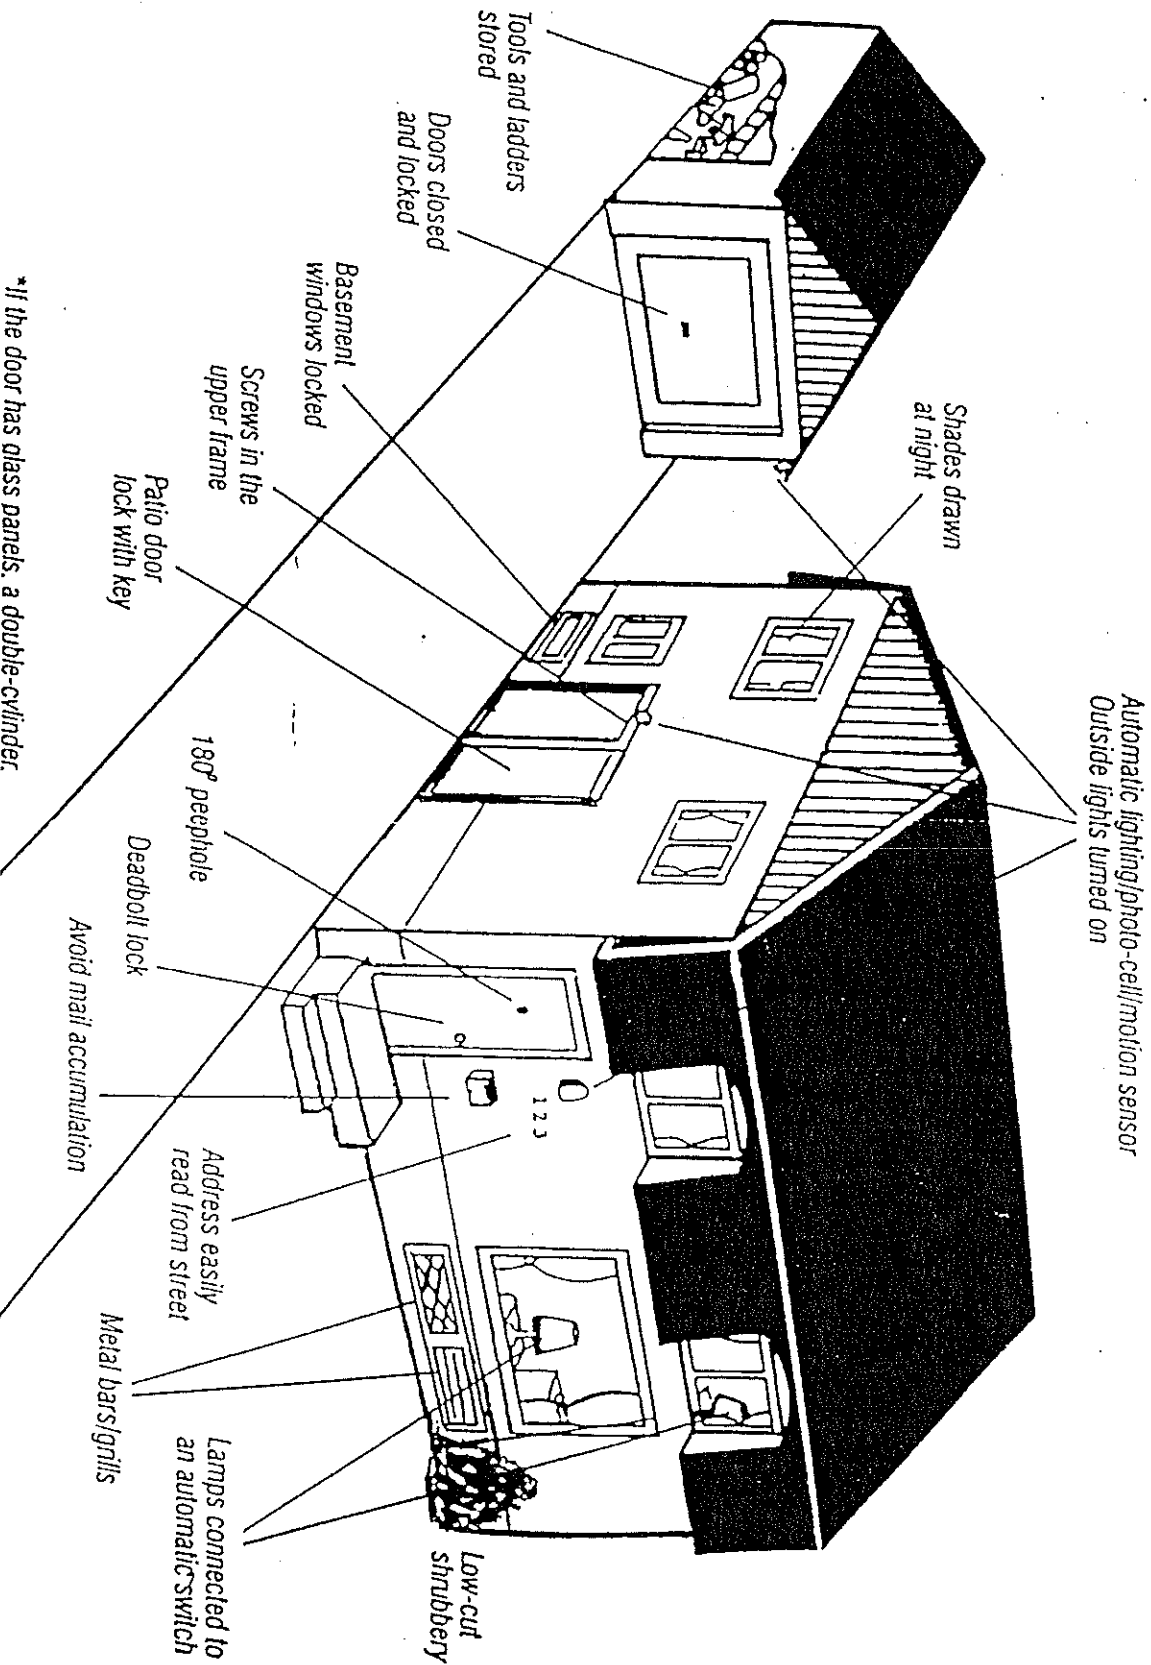 Automatic lighting/photo-cell/motion sensor
Outside lights turned on
Shades drawn
at night
Tools and ladders
stored
Doors closed
and locked
Basement
windows locked
Screws in the
upper frame
Patio door
lock with key
180° peephole
Deadbolt lock
Avoid mail accumulation
1 2 3
Address easily
read from street
Metal bars/grills
Lamps connected to
an automatic switch
Low-cut
shrubbery
*If the door has glass panels, a double-cylinder.